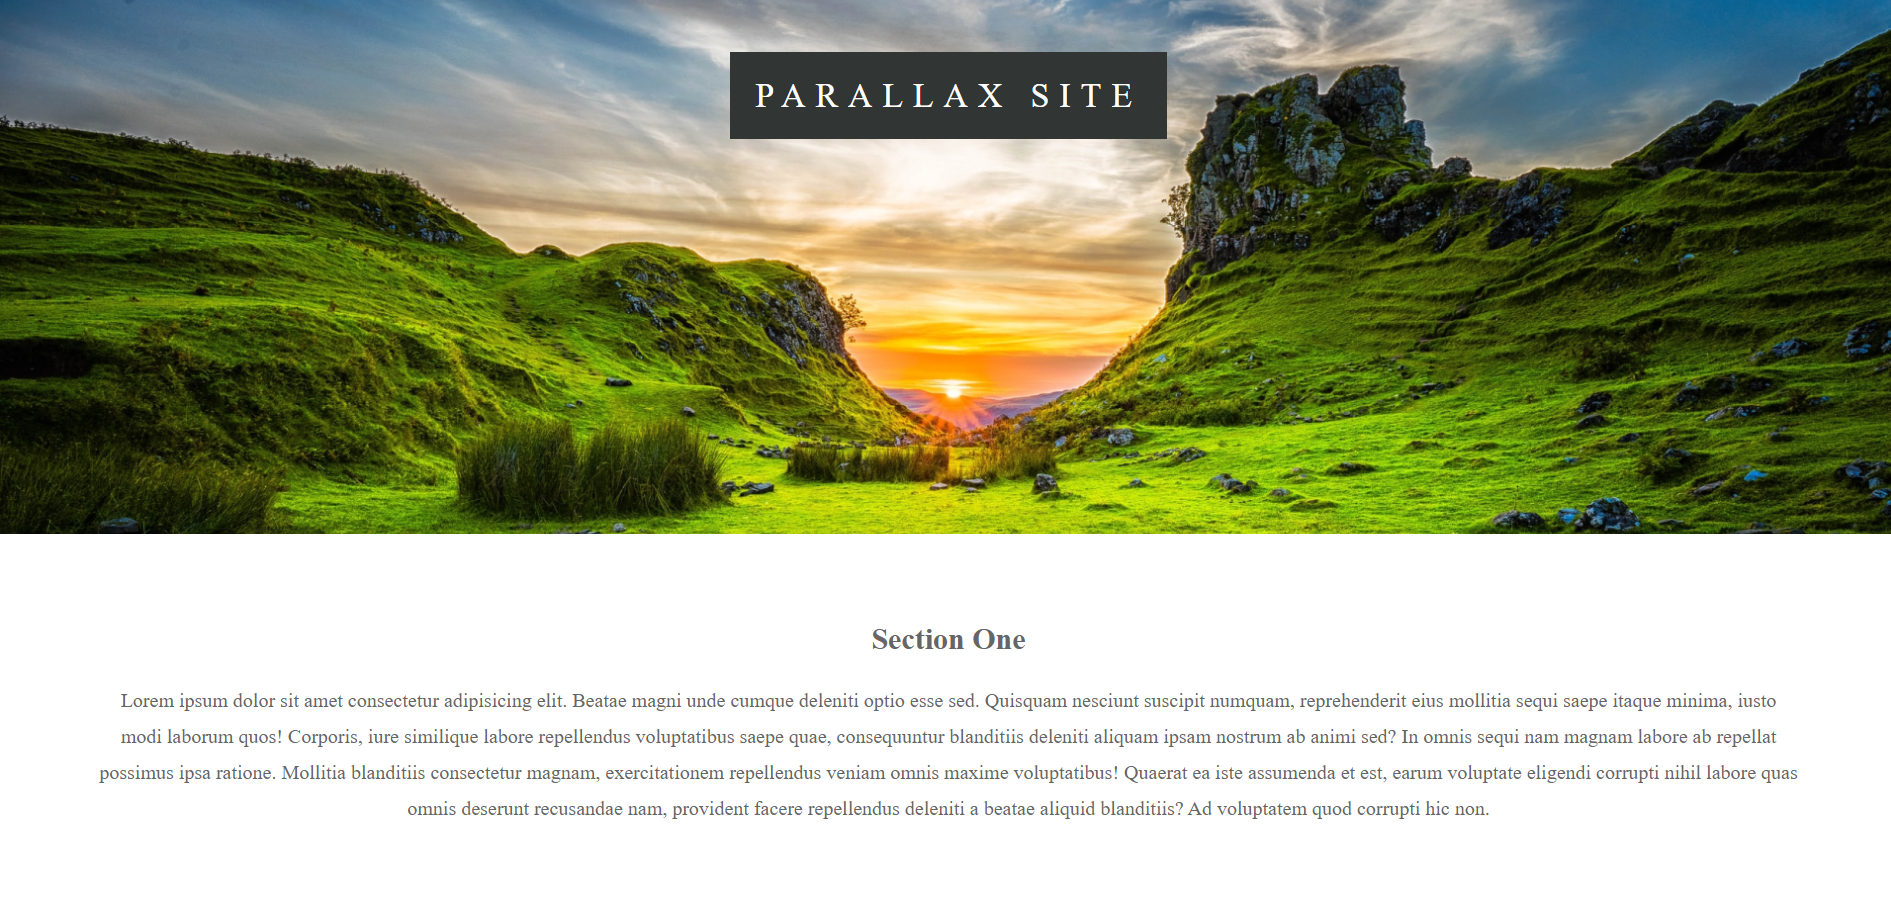 PARALLAX SITE
Section One
Lorem ipsum dolor sit amet consectetur adipisicing elit. Beatae magni unde cumque deleniti optio esse sed. Quisquam nesciunt suscipit numquam, reprehenderit eius mollitia sequi saepe itaque minima, iusto
modi laborum quos! Corporis, iure similique labore repellendus voluptatibus saepe quae, consequuntur blanditiis deleniti aliquam ipsam nostrum ab animi sed? In omnis sequi nam magnam labore ab repellat
possimus ipsa ratione. Mollitia blanditiis consectetur magnam, exercitationem repellendus veniam omnis maxime voluptatibus! Quaerat ea iste assumenda et est, earum voluptate eligendi corrupti nihil labore quas
omnis deserunt recusandae nam, provident facere repellendus deleniti a beatae aliquid blanditiis? Ad voluptatem quod corrupti hic non.